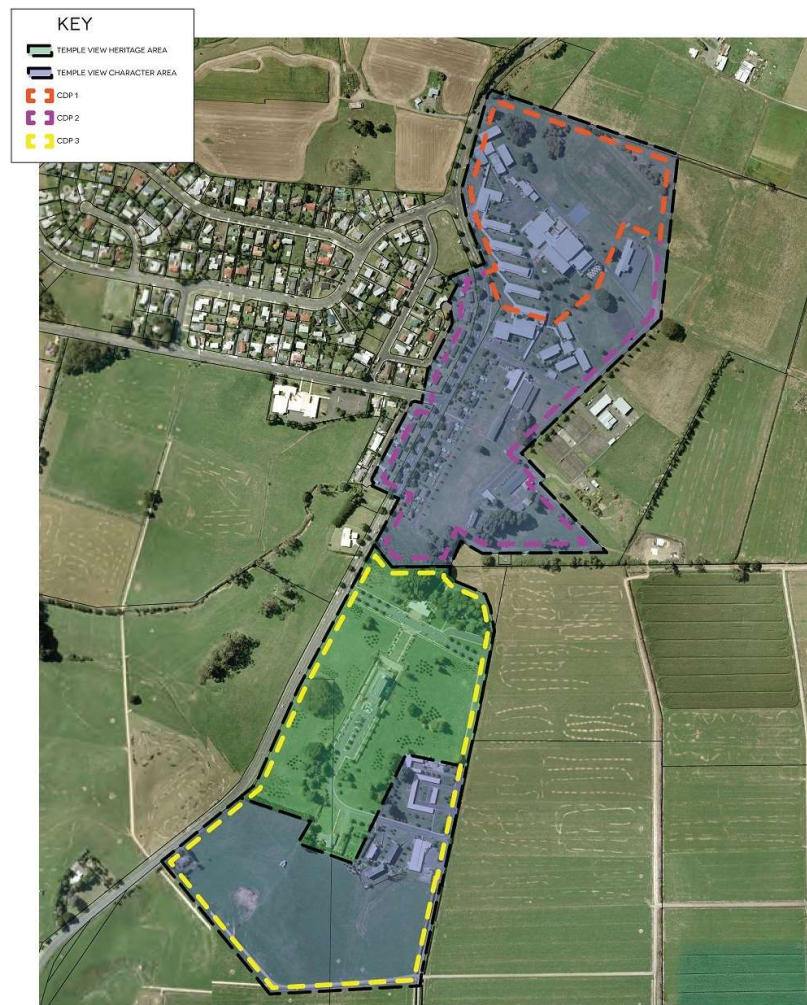 KEY
TEMPLE VIEW HERITAGE AREA
TEMPLE VIEW CHARACTER AREA
CDP 1
CDP 2
CDP 3